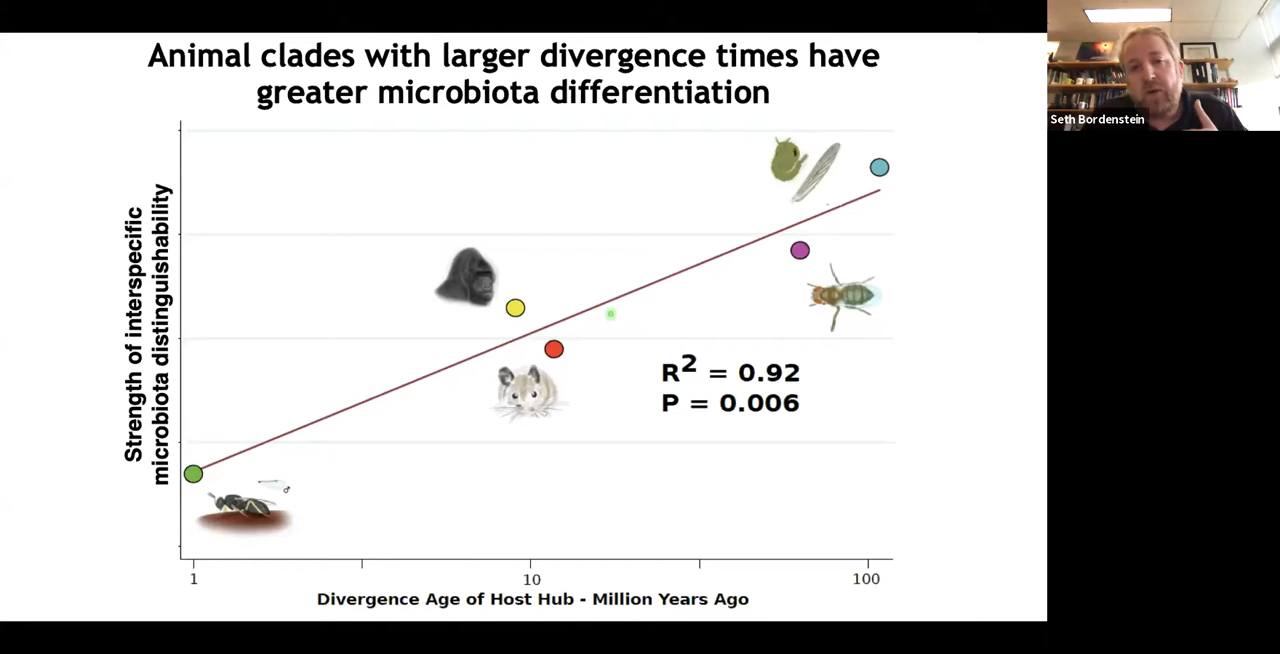 Animal clades with larger divergence times have
greater microbiota differentiation
Seth Bordenstein
Strength of interspecific
microbiota distinguishability
R2 = 0.92
P = 0.006
1
10
100
Divergence Age of Host Hub - Million Years Ago